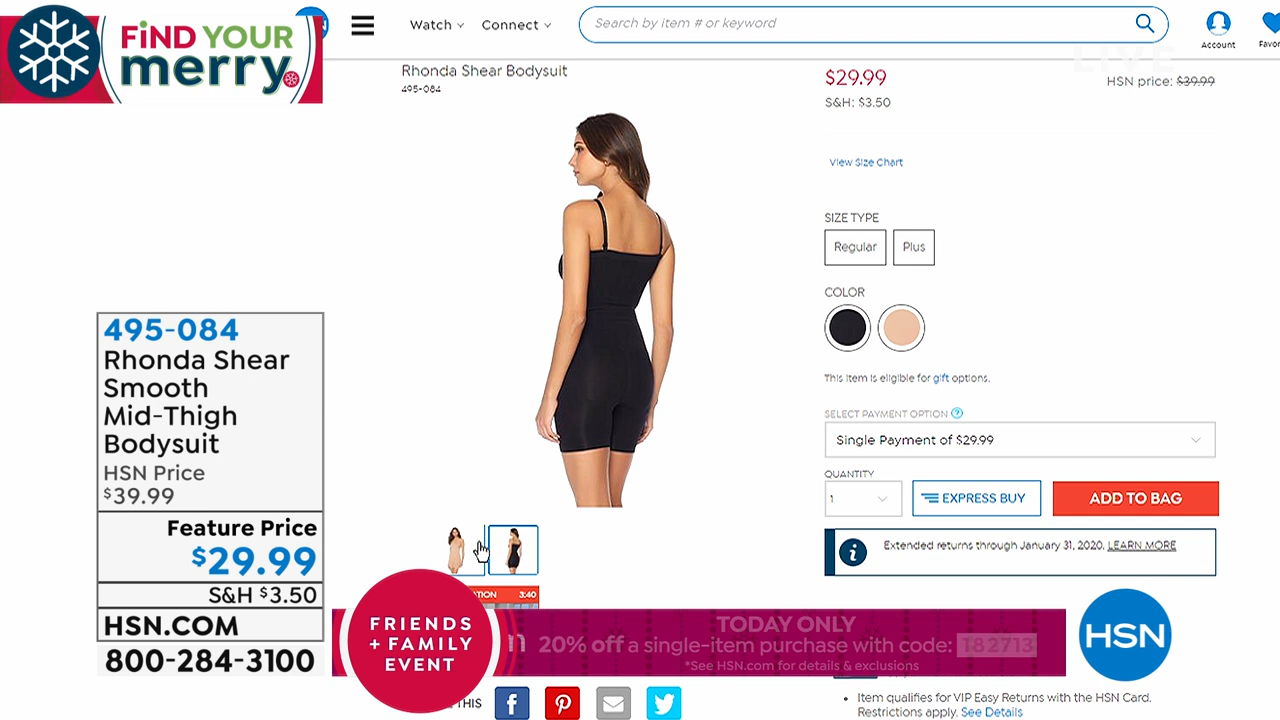 FiND YOUR
merry
Watch
Connect
Search by item # or keyword
Account
LIVE
Rhonda Shear Bodysuit
495-084
$29.99
HSN price: $39.99
S&H: $3.50
View Size Chart
SIZE TYPE
Regular
Plus
COLOR
This item is eligible for gift options.
SELECT PAYMENT OPTION ?
Single Payment of $29.99
QUANTITY
1
EXPRESS BUY
ADD TO BAG
i
Extended returns through January 31, 2020. LEARN MORE
495-084
Rhonda Shear
Smooth
Mid-Thigh
Bodysuit
HSN Price
$39.99
Feature Price
$29.99
S&H $3.50
HSN.COM
800-284-3100
3:40
FRIENDS
+ FAMILY
EVENT
TODAY ONLY
20% off a single-item purchase with code: 182713
*See HSN.com for details & exclusions
HSN
THIS
Item qualifies for VIP Easy Returns with the HSN Card.
Restrictions apply. See Details